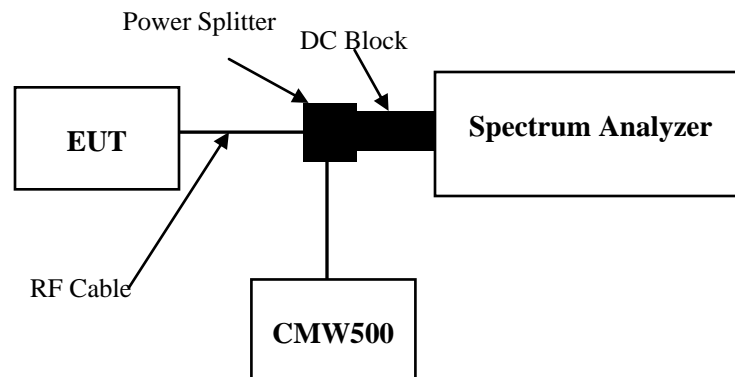 Power Splitter
DC Block
EUT
Spectrum Analyzer
RF Cable
CMW500